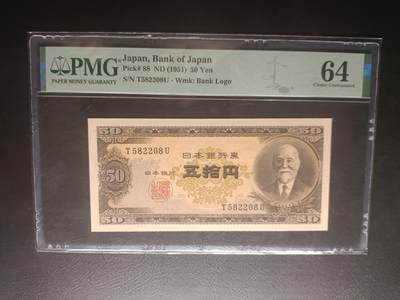 PMG
PAPER MONEY GUARANTY
Japan, Bank of Japan
Pick# 88 ND (1951) 50 Yen
S/N T582208U - Wmk: Bank Logo
64
Choice Uncirculated
50
50
T582208U
日本銀行券
50
日本銀行
五拾円
T582208U
50
50